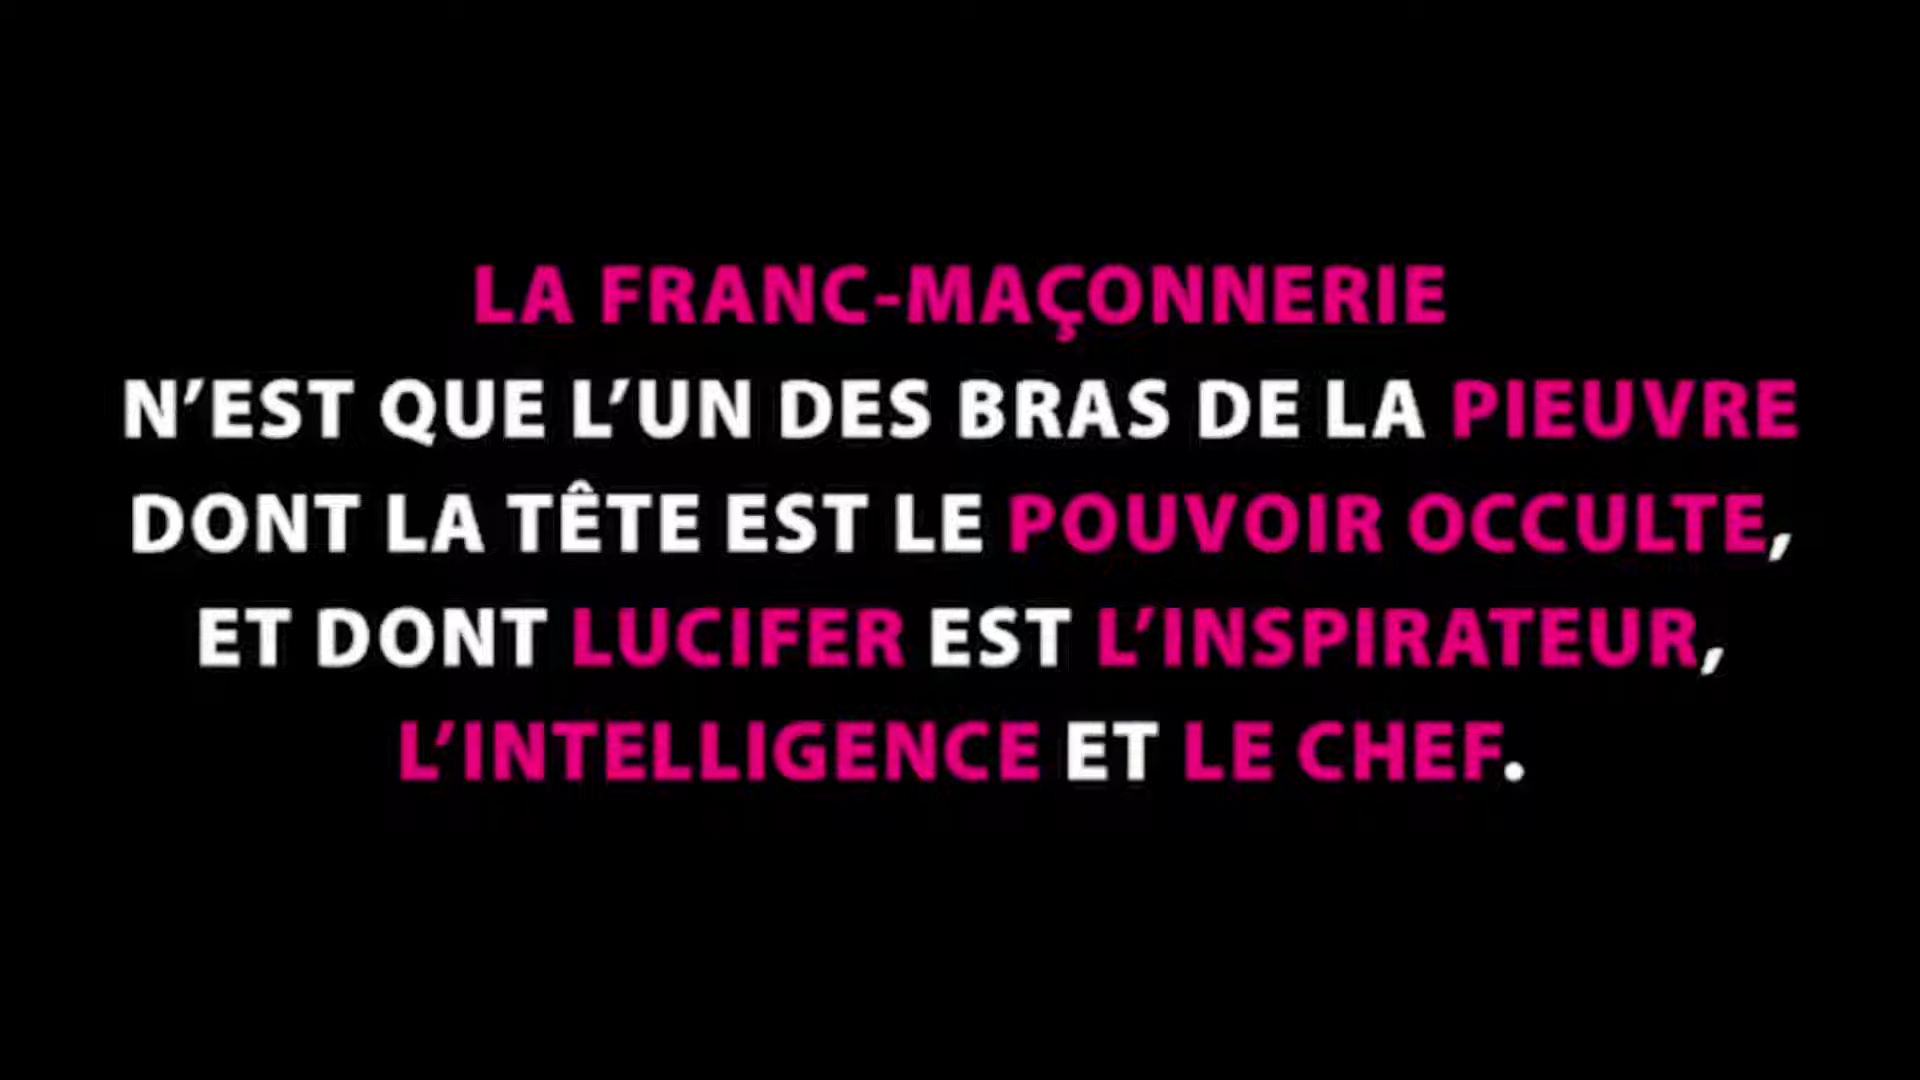 LA FRANC-MAÇONNERIE
N’EST QUE L’UN DES BRAS DE LA PIEUVRE
DONT LA TÊTE EST LE POUVOIR OCCULTE,
ET DONT LUCIFER EST L’INSPIRATEUR,
L’INTELLIGENCE ET LE CHEF.